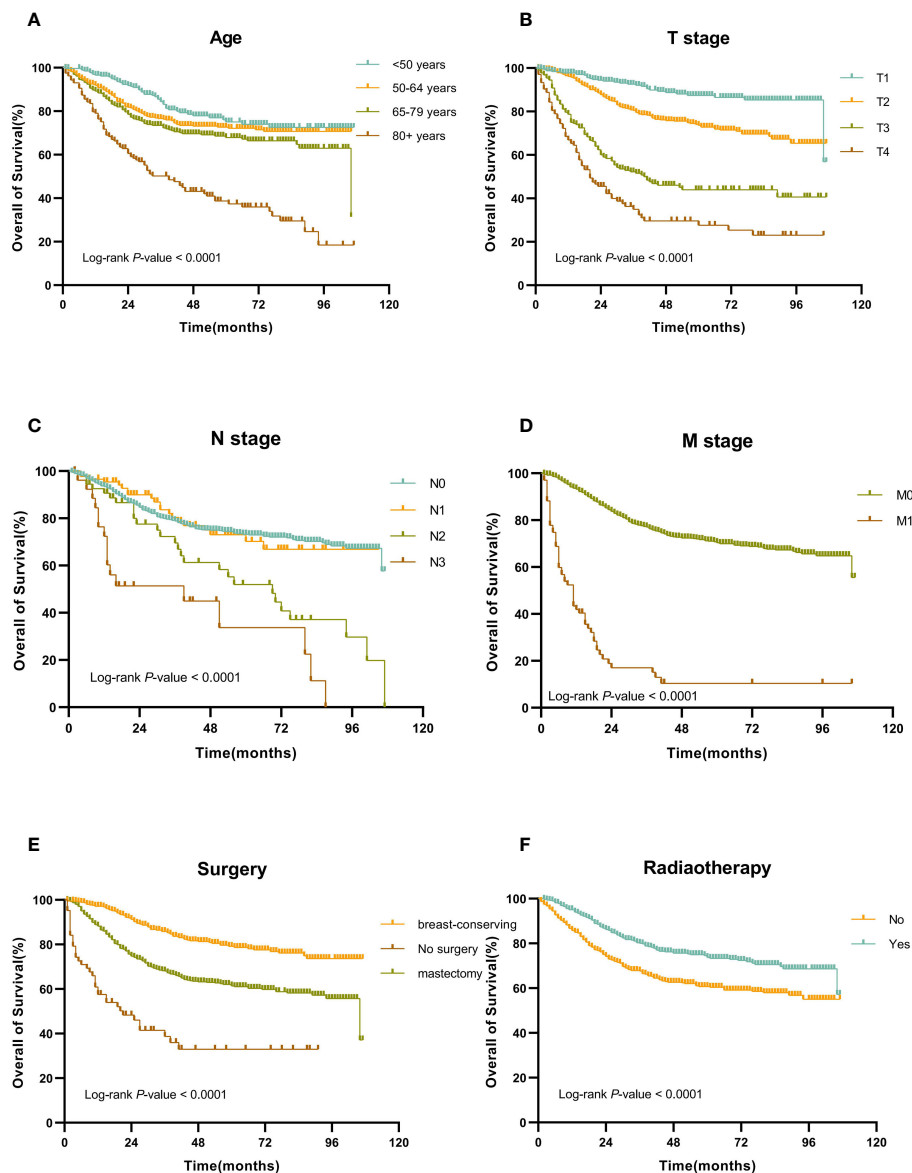 A
Age
Overall of Survival(%)
100
80
60
40
20
0
0 24 48 72 96 120
Time(months)
<50 years
50-64 years
65-79 years
80+ years
Log-rank P-value < 0.0001
B
T stage
Overall of Survival(%)
100
80
60
40
20
0
0 24 48 72 96 120
Time(months)
T1
T2
T3
T4
Log-rank P-value < 0.0001
C
N stage
Overall of Survival(%)
100
80
60
40
20
0
0 24 48 72 96 120
Time(months)
N0
N1
N2
N3
Log-rank P-value < 0.0001
D
M stage
Overall of Survival(%)
100
80
60
40
20
0
0 24 48 72 96 120
Time(months)
M0
M1
Log-rank P-value < 0.0001
E
Surgery
Overall of Survival(%)
100
80
60
40
20
0
0 24 48 72 96 120
Time(months)
breast-conserving
No surgery
mastectomy
Log-rank P-value < 0.0001
F
Radiaotherapy
Overall of Survival(%)
100
80
60
40
20
0
0 24 48 72 96 120
Time(months)
No
Yes
Log-rank P-value < 0.0001